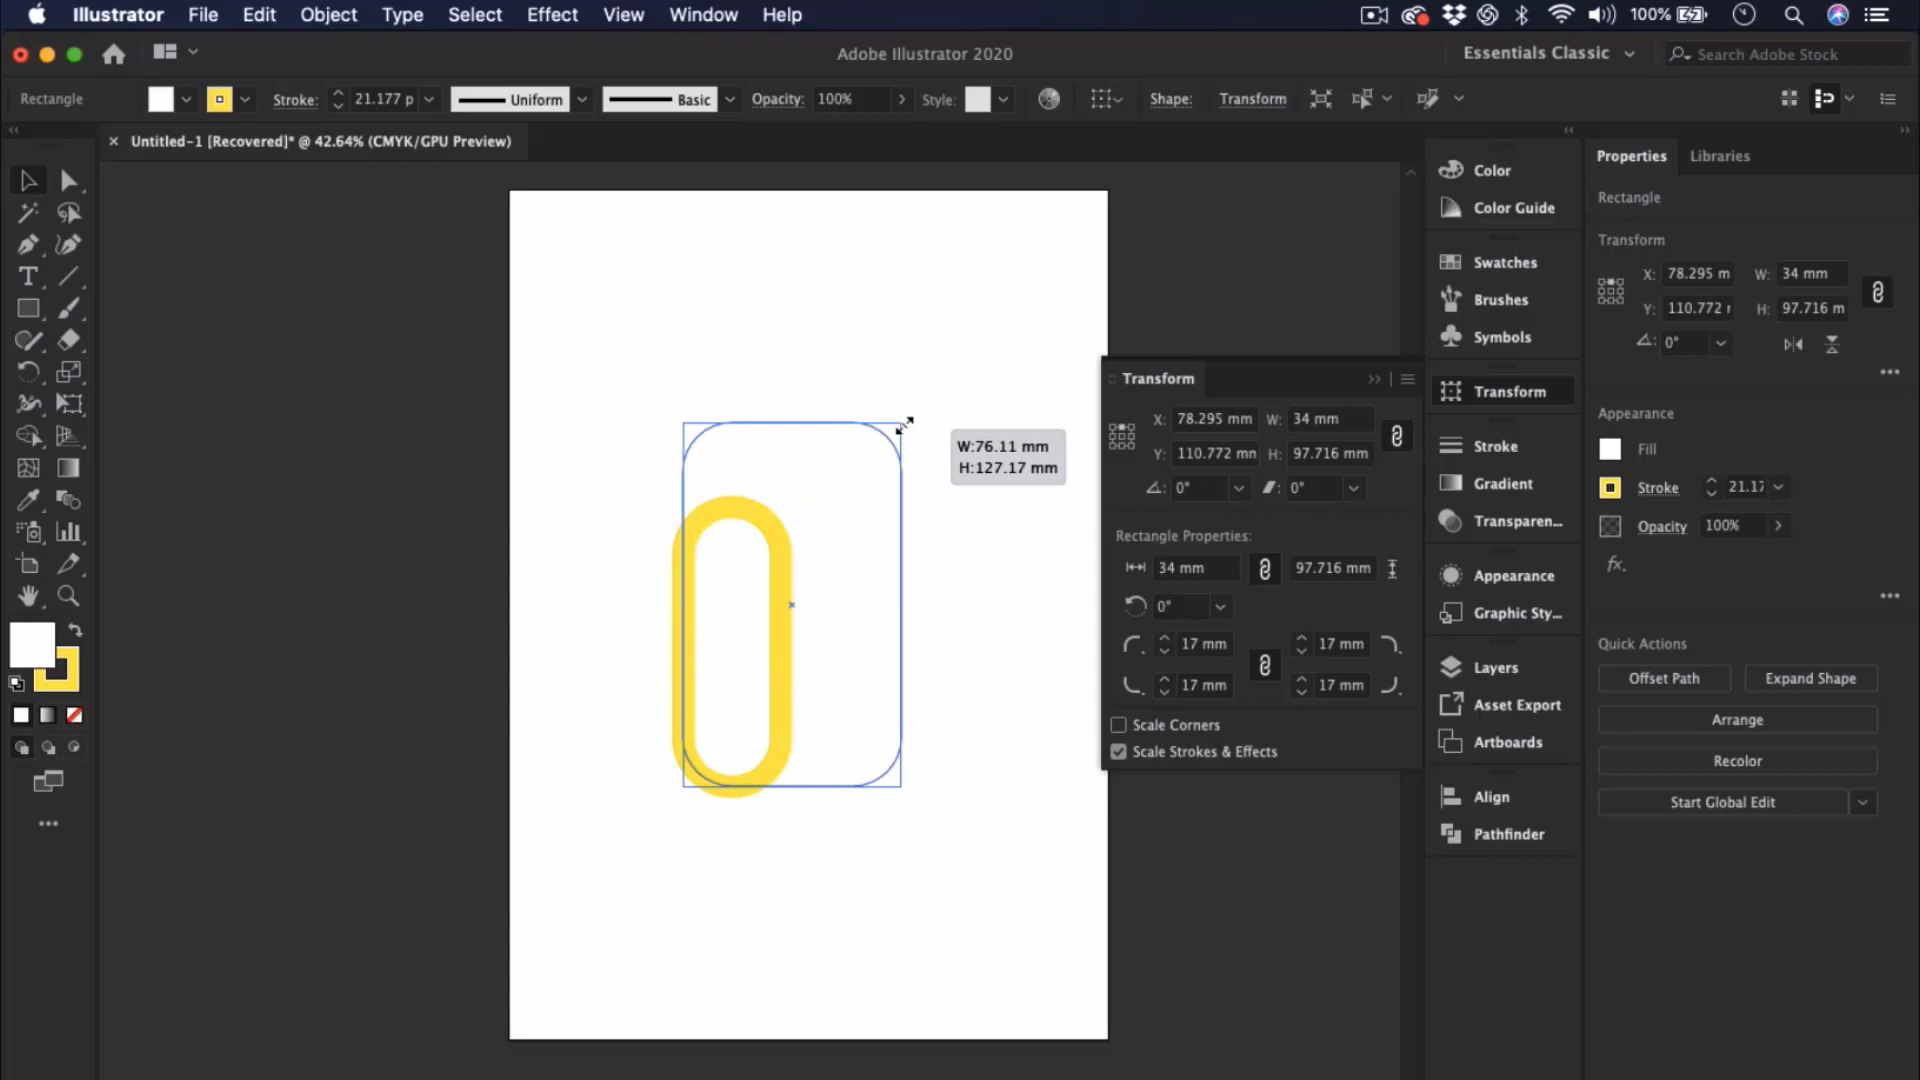 Illustrator File Edit Object Type Select Effect View Window Help 100%
Adobe Illustrator 2020
Essentials Classic
Search Adobe Stock
Rectangle
Stroke: 21.177 p
Uniform
Basic
Opacity: 100%
Style:
Shape:
Transform
× Untitled-1 [Recovered]* @ 42.64% (CMYK/GPU Preview)
W:76.11 mm
H:127.17 mm
Transform
X: 78.295 mm W: 34 mm
Y: 110.772 mm H: 97.716 mm
0° 0°
Rectangle Properties:
34 mm 97.716 mm
0°
17 mm 17 mm
17 mm 17 mm
Scale Corners
Scale Strokes & Effects
Color
Color Guide
Swatches
Brushes
Symbols
Transform
Stroke
Gradient
Transparen...
Appearance
Graphic Sty...
Layers
Asset Export
Artboards
Align
Pathfinder
Properties Libraries
Rectangle
Transform
X: 78.295 m W: 34 mm
Y: 110.772 H: 97.716 m
0°
Appearance
Fill
Stroke 21.17
Opacity 100%
fx.
Quick Actions
Offset Path Expand Shape
Arrange
Recolor
Start Global Edit